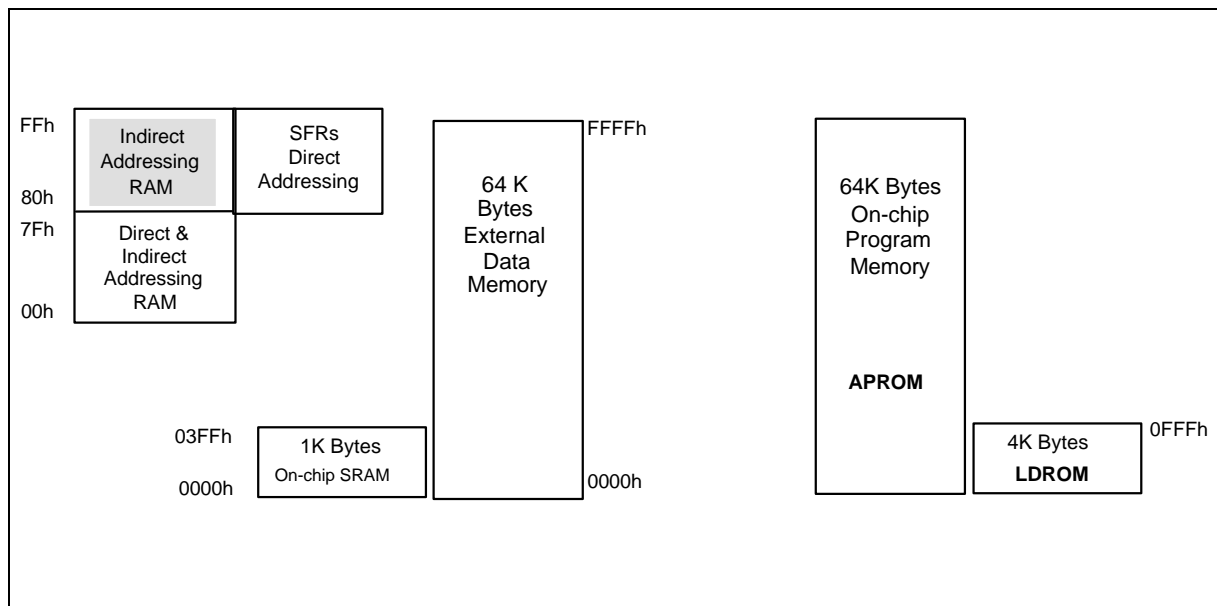 FFh
Indirect
Addressing
RAM
80h
SFRs
Direct
Addressing
7Fh
Direct &
Indirect
Addressing
RAM
00h
03FFh
1K Bytes
On-chip SRAM
0000h
FFFFh
64 K
Bytes
External
Data
Memory
0000h
64K Bytes
On-chip
Program
Memory
APROM
0FFFh
4K Bytes
LDROM